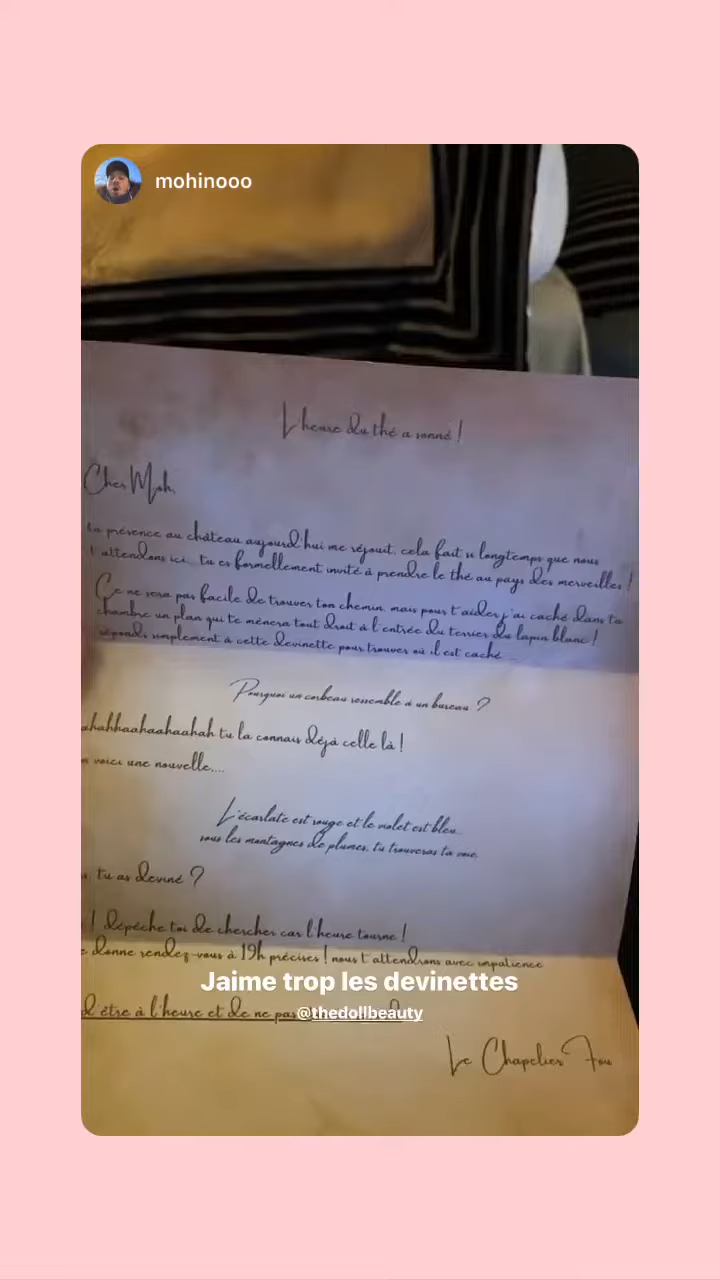 mohinooo
L'heure du thé a sonné !
Cher Moh,
Ta présence au château aujourd'hui me réjouit, cela fait si longtemps que nous
t'attendons ici... tu es formellement invité à prendre le thé au pays des merveilles !
Ce ne sera pas facile de trouver ton chemin, mais pour t'aider j'ai caché dans ta
chambre un plan qui te mènera tout droit à l'entrée du terrier du lapin blanc !
réponds simplement à cette devinette pour trouver où il est caché ...
Pourquoi un corbeau ressemble à un bureau ?
ahahhaahaahaahah tu la connais déjà celle là !
voici une nouvelle....
L'écarlate est rouge et le violet est bleu...
sous les montagnes de plumes, tu trouveras ta voie.
, tu as deviné ?
! dépêche toi de chercher car l'heure tourne !
donne rendez-vous à 19h précises ! nous t'attendrons avec impatience
Jaime trop les devinettes
d'être à l'heure et de ne pas
@thedollbeauty
Le Chapelier Fou